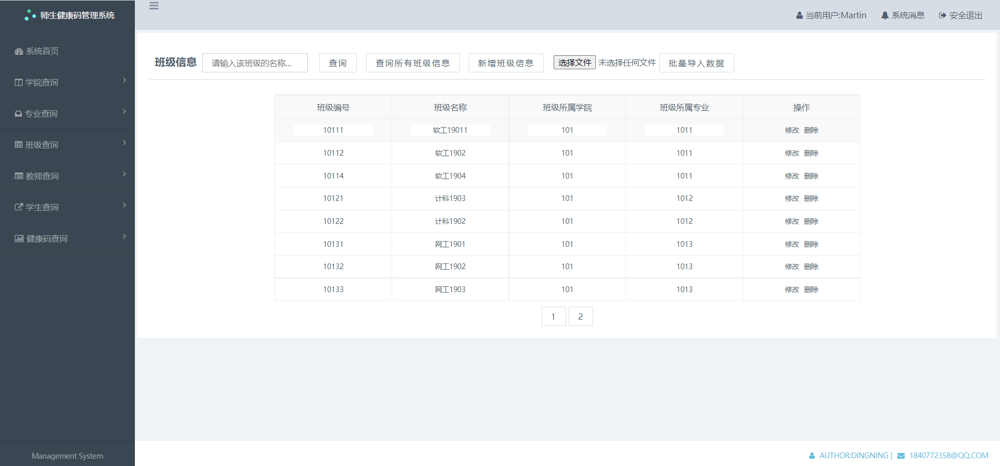 师生健康码管理系统
当前用户:Martin 系统消息 安全退出
系统首页
学院查询
专业查询
班级查询
教师查询
学生查询
健康码查询
Management System
班级信息 请输入该班级的名称... 查询 查询所有班级信息 新增班级信息 选择文件 未选择任何文件 批量导入数据
班级编号 班级名称 班级所属学院 班级所属专业 操作
10111 软工19011 101 1011 修改 删除
10112 软工1902 101 1011 修改 删除
10114 软工1904 101 1011 修改 删除
10121 计科1903 101 1012 修改 删除
10122 计科1902 101 1012 修改 删除
10131 网工1901 101 1013 修改 删除
10132 网工1902 101 1013 修改 删除
10133 网工1903 101 1013 修改 删除
1 2
AUTHOR:DINGNING | 1840772358@QQ.COM